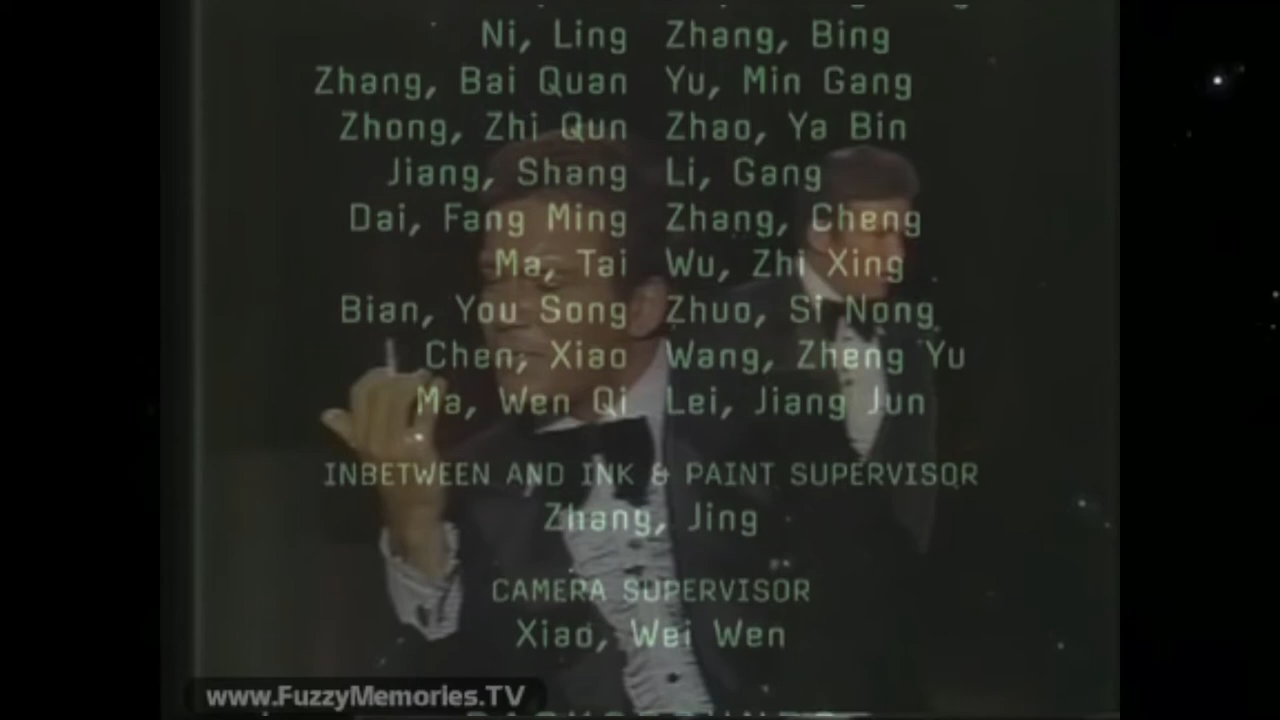 Ni, Ling Zhang, Bing
Zhang, Bai Quan Yu, Min Gang
Zhong, Zhi Qun Zhao, Ya Bin
Jiang, Shang Li, Gang
Dai, Fang Ming Zhang, Cheng
Ma, Tai Wu, Zhi Xing
Bian, You Song Zhuo, Si Nong
Chen, Xiao Wang, Zheng Yu
Ma, Wen Qi Lei, Jiang Jun
INBETWEEN AND INK & PAINT SUPERVISOR
Zhang, Jing
CAMERA SUPERVISOR
Xiao, Wei Wen
www.FuzzyMemories.TV